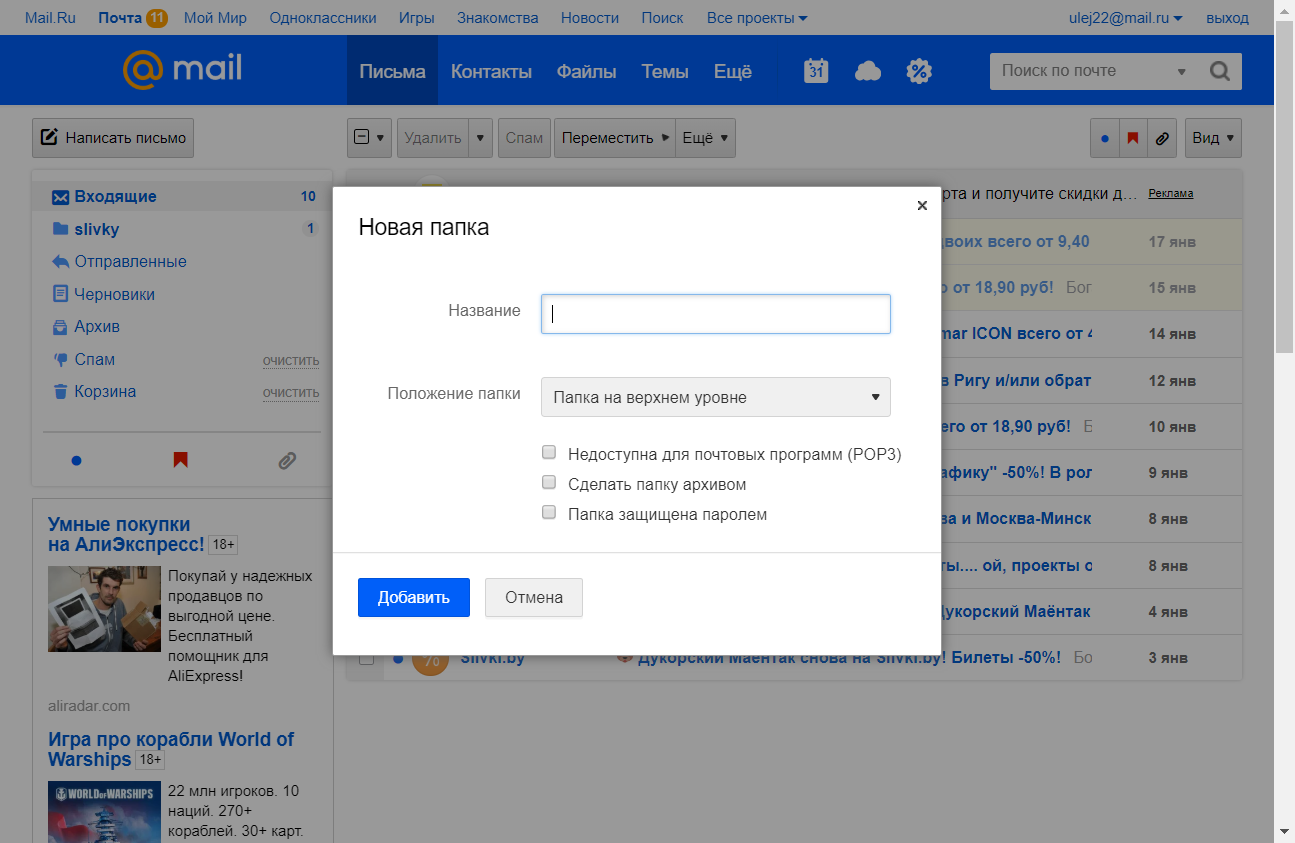 Mail.Ru Почта 11 Мой Мир Одноклассники Игры Знакомства Новости Поиск Все проекты ulej22@mail.ru выход
@mail Письма Контакты Файлы Темы Ещё 31 % Поиск по почте
Написать письмо Удалить Спам Переместить Ещё Вид
Входящие 10
slivky 1
Отправленные
Черновики
Архив
Спам очистить
Корзина очистить
Умные покупки
на АлиЭкспресс! 18+
Покупай у надежных
продавцов по
выгодной цене.
Бесплатный
помощник для
AliExpress!
aliradar.com
Игра про корабли World of
Warships 18+
WORLD OF WARSHIPS
22 млн игроков. 10
наций. 270+
кораблей. 30+ карт.
Новая папка
Название
Положение папки Папка на верхнем уровне
Недоступна для почтовых программ (POP3)
Сделать папку архивом
Папка защищена паролем
Добавить Отмена
и получите скидки д... Реклама
всего от 9,40 17 янв
от 18,90 руб! Бог 15 янв
ICON всего от 14 янв
в Ригу и/или обрат 12 янв
от 18,90 руб! 10 янв
-50%! В рол 9 янв
и Москва-Минск 8 янв
ой, проекты о 8 янв
Дукорский Маёнтак 4 янв
% Slivki.by Дукорский Маёнтак снова на Slivki.by! Билеты -50%! Бо 3 янв